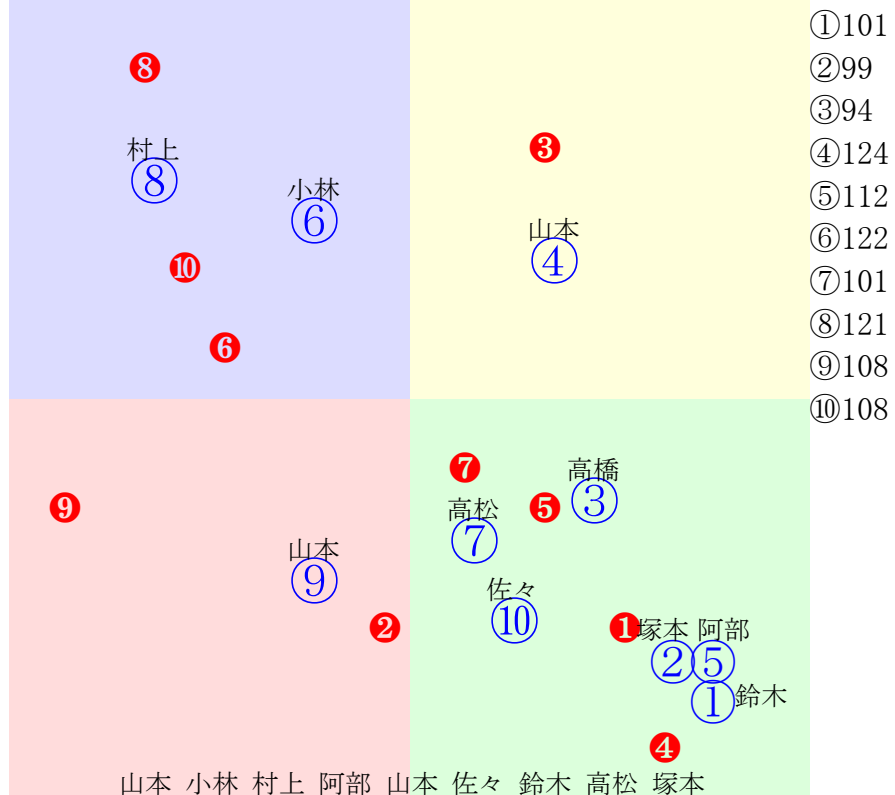 ①101
❽
②99
③94
❸
村上
④124
⑧
小林
⑤112
⑥
山本
⑥122
④
❿
⑦101
⑧121
❻
⑨108
⑩108
❼
高橋
③
高松
❾
❺
⑦
山本
⑨
佐々
⑩
❷
❶
塚本 阿部
②⑤
①鈴木
❹
山本 小林 村上 阿部 山本 佐々 鈴木 高松 塚本